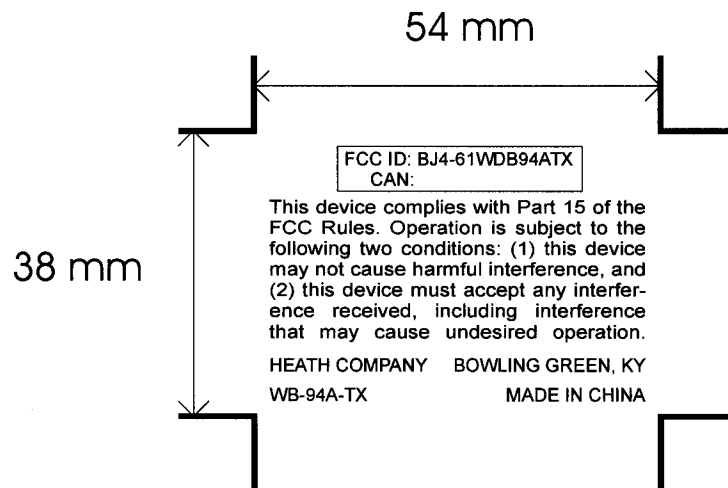 54 mm
FCC ID: BJ4-61WDB94ATX
CAN:
This device complies with Part 15 of the
FCC Rules. Operation is subject to the
following two conditions: (1) this device
38 mm
may not cause harmful interference, and
(2) this device must accept any interfer-
ence received, including interference
that may cause undesired operation.
HEATH COMPANY BOWLING GREEN, KY
WB-94A-TX MADE IN CHINA